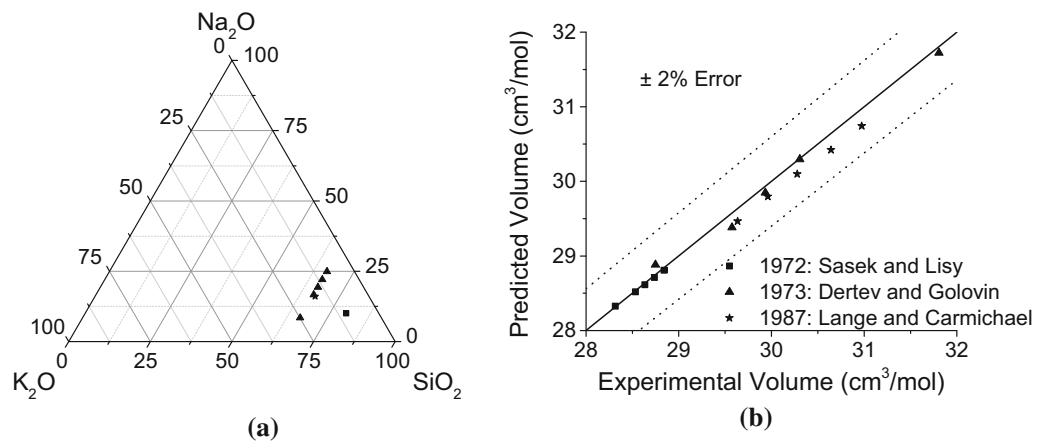 Na₂O
0
100
25
75
50
50
75
25
100
0
0
25
50
75
100
K₂O
SiO₂
(a)
32
31
30
29
28
28
29
30
31
32
Predicted Volume (cm³/mol)
± 2% Error
1972: Sasek and Lisy
1973: Dertev and Golovin
1987: Lange and Carmichael
Experimental Volume (cm³/mol)
(b)